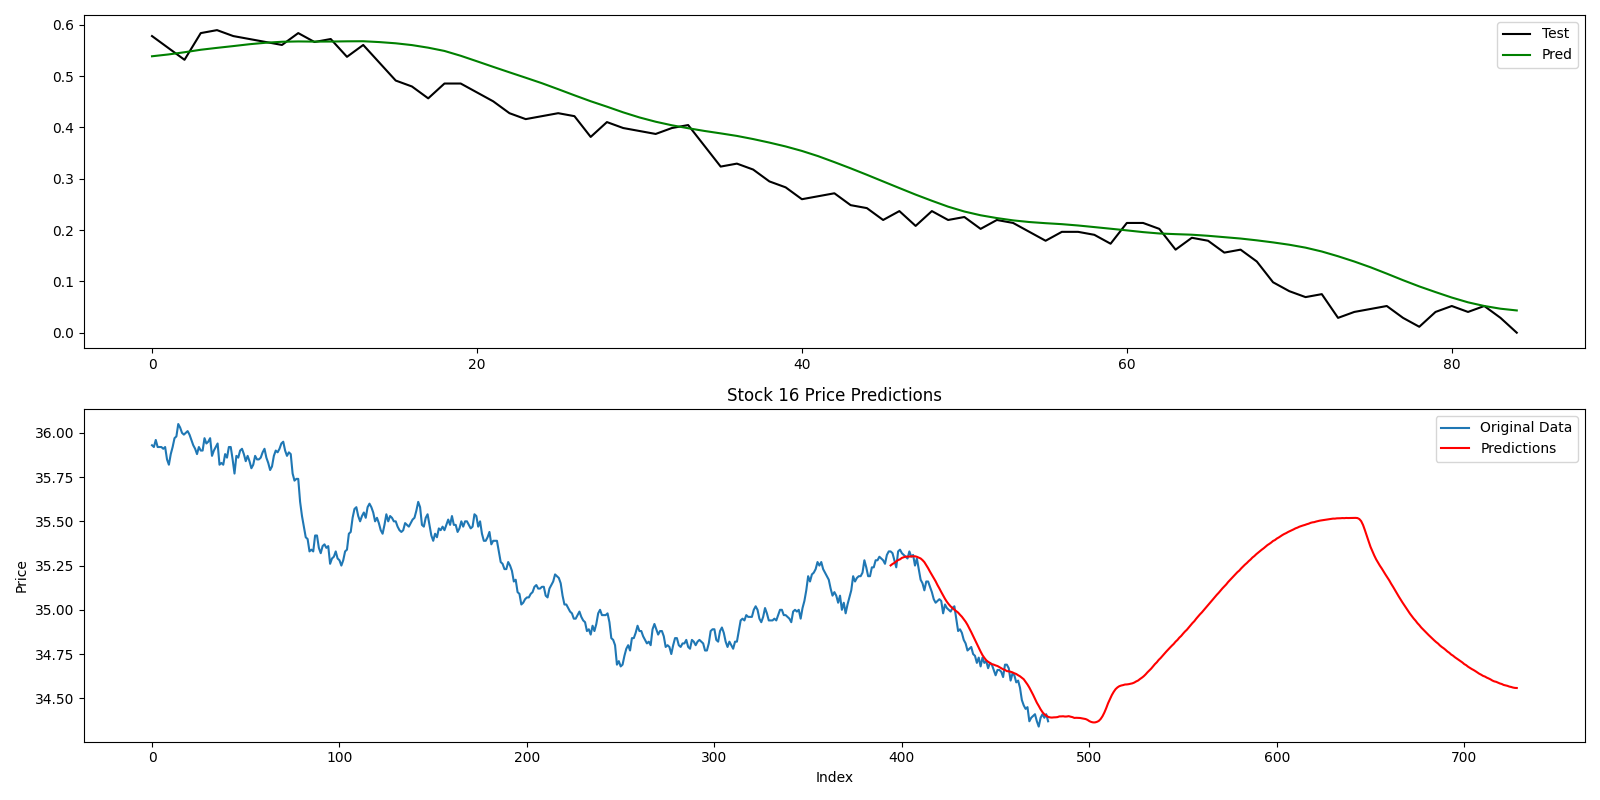 0.6
0.5
0.4
0.3
0.2
0.1
0.0
Test
Pred
0 20 40 60 80
Stock 16 Price Predictions
Original Data
Predictions
36.00
35.75
35.50
35.25
35.00
34.75
34.50
Price
0 100 200 300 400 500 600 700
Index